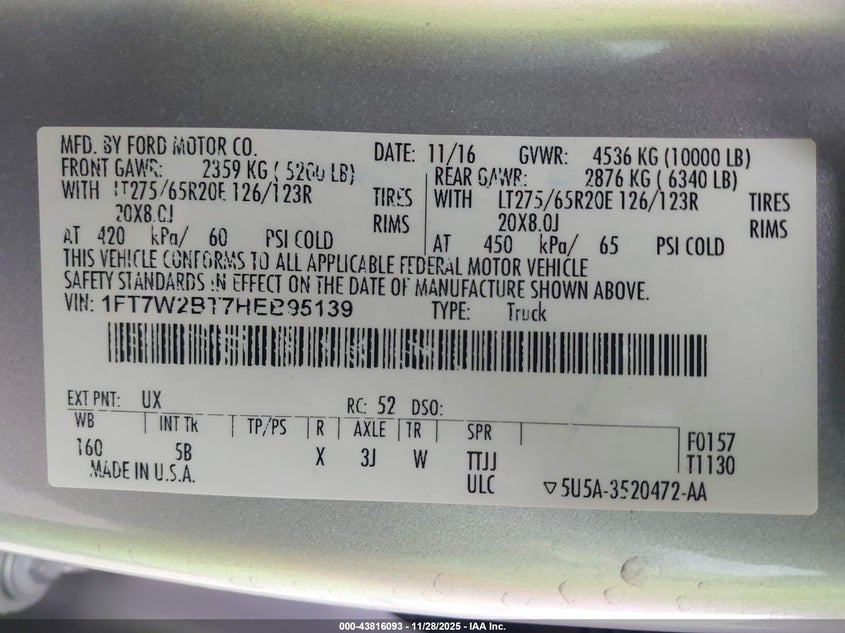 MFD. BY FORD MOTOR CO.
DATE: 11/16 GVWR: 4536 KG (10000 LB)
FRONT GAWR: 2359 KG ( 5200 LB) REAR GAWR: 2876 KG ( 6340 LB)
WITH LT275/65R20E 126/123R TIRES WITH LT275/65R20E 126/123R TIRES
20X8.0J RIMS 20X8.0J RIMS
AT 420 kPa/ 60 PSI COLD AT 450 kPa/ 65 PSI COLD
THIS VEHICLE CONFORMS TO ALL APPLICABLE FEDERAL MOTOR VEHICLE
SAFETY STANDARDS IN EFFECT ON THE DATE OF MANUFACTURE SHOWN ABOVE.
VIN: 1FT7W2BT7HEB95139 TYPE: Truck
EXT PNT: UX RC: 52 DSO:
WB INT TR TP/PS R AXLE TR SPR
160 5B X 3J W TTJJ F0157
T1130
MADE IN U.S.A. ULC ▽5U5A-3520472-AA
000-43816093 - 11/28/2025 - IAA Inc.